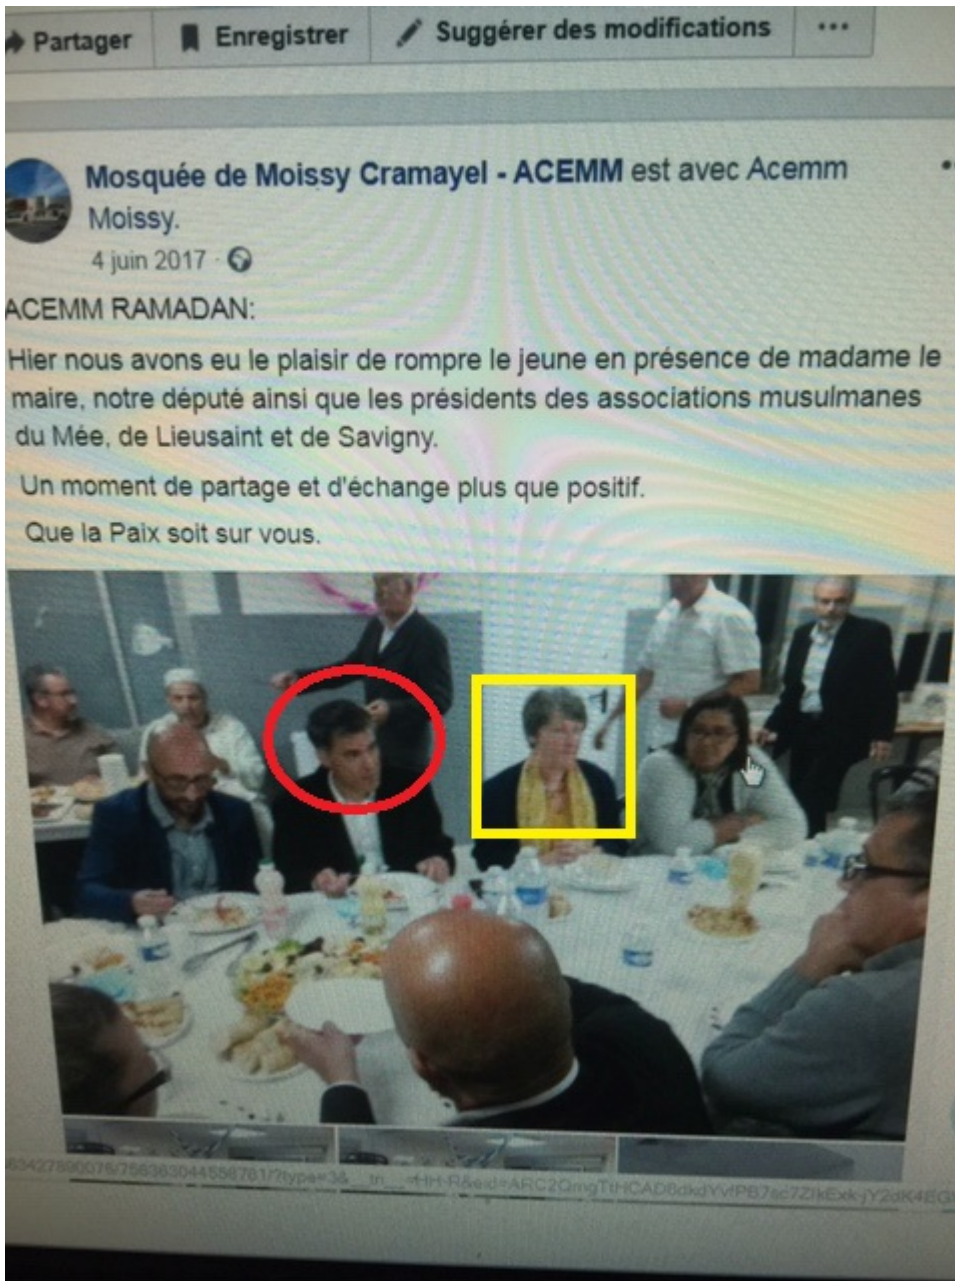 Partager
Enregistrer
Suggérer des modifications
Mosquée de Moissy Cramayel - ACEMM est avec Acemm
Moissy.
4 juin 2017
ACEMM RAMADAN:
Hier nous avons eu le plaisir de rompre le jeune en présence de madame le
maire, notre député ainsi que les présidents des associations musulmanes
du Mée, de Lieusaint et de Savigny.
Un moment de partage et d'échange plus que positif.
Que la Paix soit sur vous.